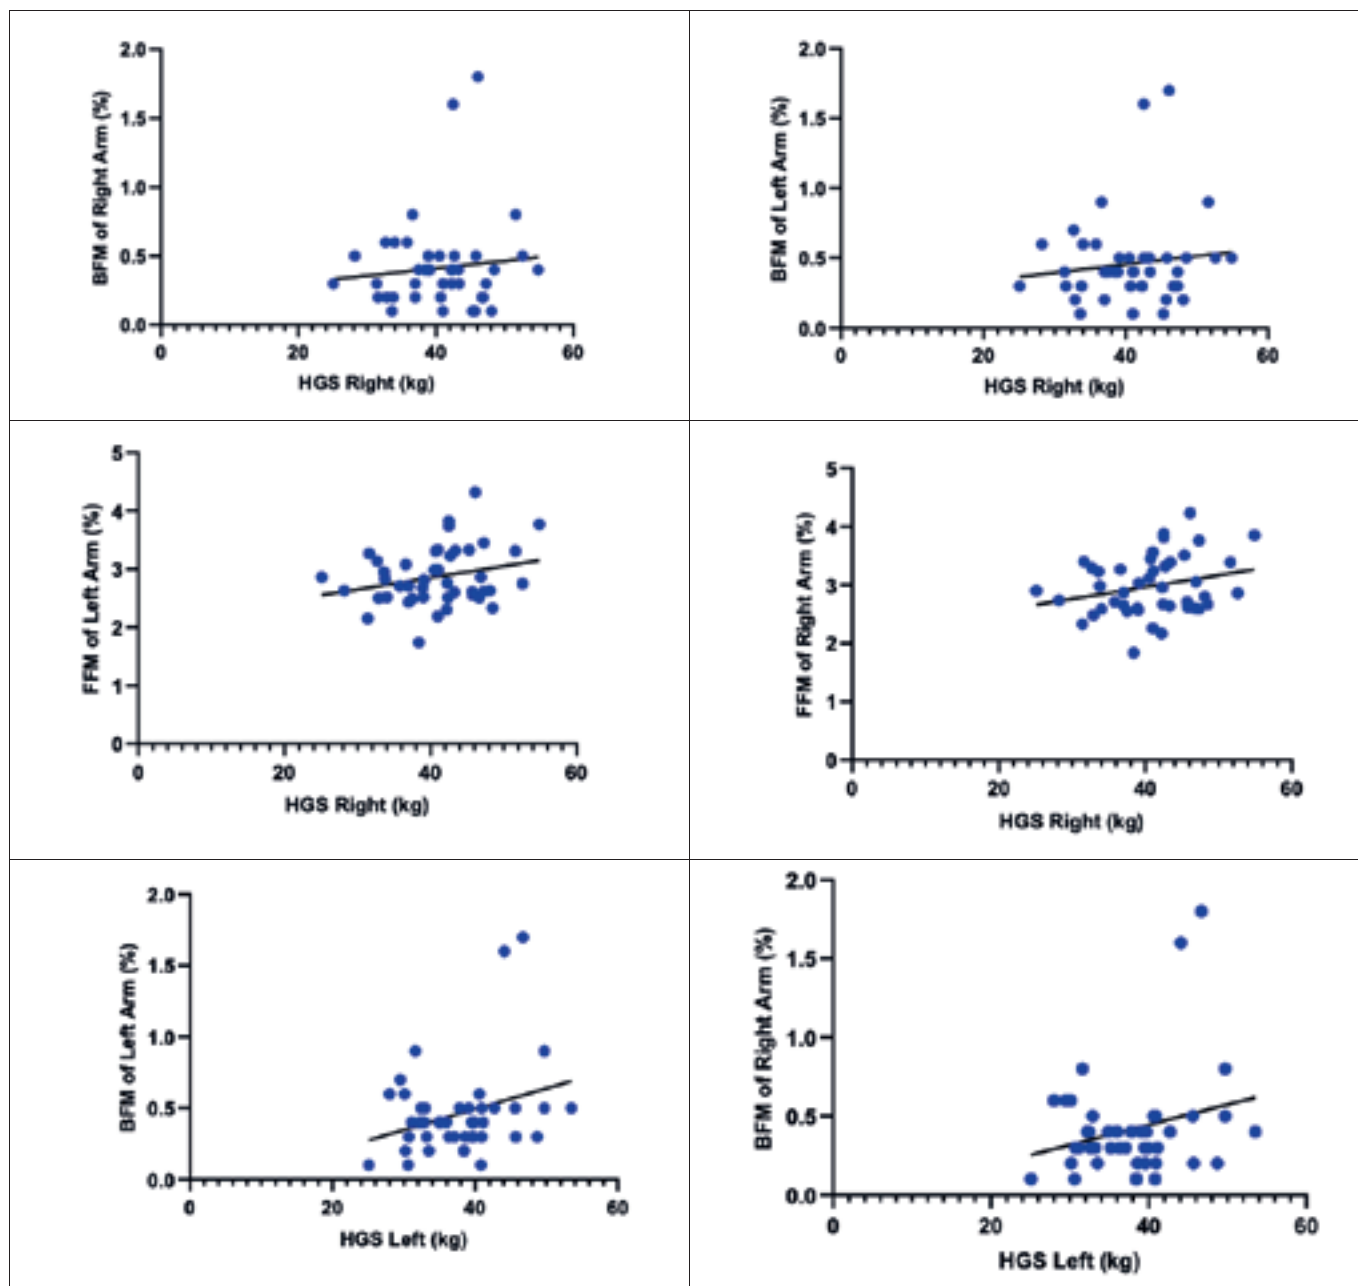 BFM of Right Arm (%)
2.0
1.5
1.0
0.5
0.0
0 20 40 60
HGS Right (kg)
BFM of Left Arm (%)
2.0
1.5
1.0
0.5
0.0
0 20 40 60
HGS Right (kg)
FFM of Left Arm (%)
5
4
3
2
1
0
0 20 40 60
HGS Right (kg)
FFM of Right Arm (%)
5
4
3
2
1
0
0 20 40 60
HGS Right (kg)
BFM of Left Arm (%)
2.0
1.5
1.0
0.5
0.0
0 20 40 60
HGS Left (kg)
BFM of Right Arm (%)
2.0
1.5
1.0
0.5
0.0
0 20 40 60
HGS Left (kg)